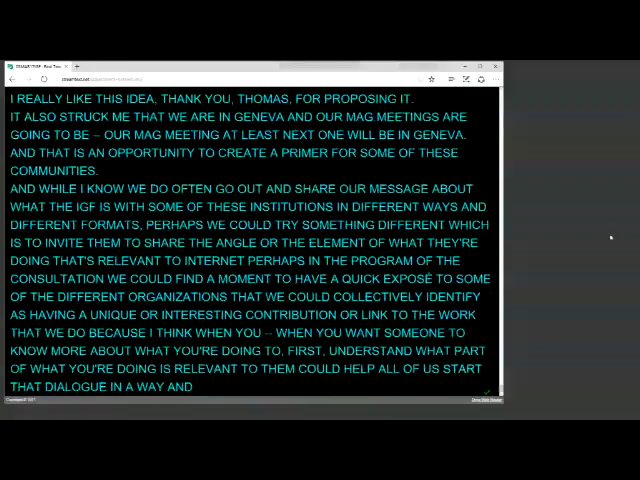 I REALLY LIKE THIS IDEA, THANK YOU, THOMAS, FOR PROPOSING IT.
IT ALSO STRUCK ME THAT WE ARE IN GENEVA AND OUR MAG MEETINGS ARE
GOING TO BE -- OUR MAG MEETING AT LEAST NEXT ONE WILL BE IN GENEVA.
AND THAT IS AN OPPORTUNITY TO CREATE A PRIMER FOR SOME OF THESE
COMMUNITIES.
AND WHILE I KNOW WE DO OFTEN GO OUT AND SHARE OUR MESSAGE ABOUT
WHAT THE IGF IS WITH SOME OF THESE INSTITUTIONS IN DIFFERENT WAYS AND
DIFFERENT FORMATS, PERHAPS WE COULD TRY SOMETHING DIFFERENT WHICH
IS TO INVITE THEM TO SHARE THE ANGLE OR THE ELEMENT OF WHAT THEY'RE
DOING THAT'S RELEVANT TO INTERNET PERHAPS IN THE PROGRAM OF THE
CONSULTATION WE COULD FIND A MOMENT TO HAVE A QUICK EXPOSÉ TO SOME
OF THE DIFFERENT ORGANIZATIONS THAT WE COULD COLLECTIVELY IDENTIFY
AS HAVING A UNIQUE OR INTERESTING CONTRIBUTION OR LINK TO THE WORK
THAT WE DO BECAUSE I THINK WHEN YOU -- WHEN YOU WANT SOMEONE TO
KNOW MORE ABOUT WHAT YOU'RE DOING TO, FIRST, UNDERSTAND WHAT PART
OF WHAT YOU'RE DOING IS RELEVANT TO THEM COULD HELP ALL OF US START
THAT DIALOGUE IN A WAY AND